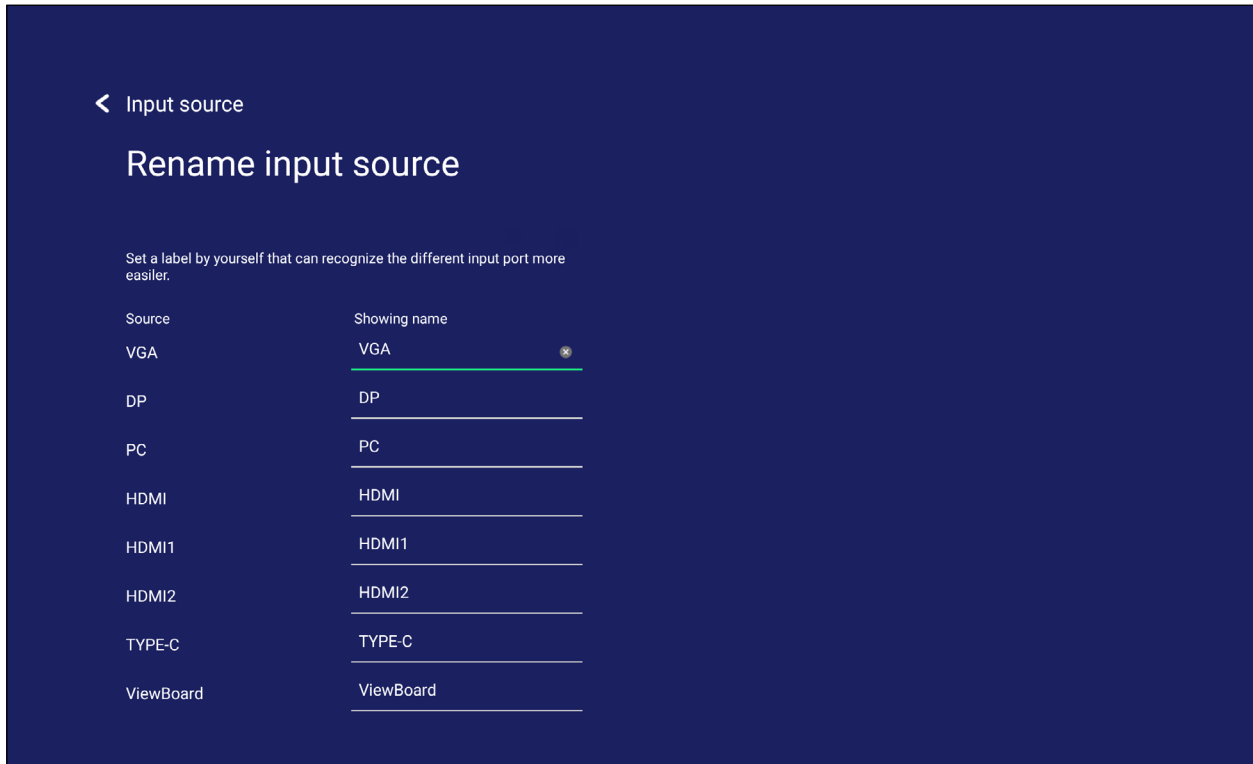 Input source
Rename input source
Set a label by yourself that can recognize the different input port more
easiler.
Source Showing name
VGA VGA
DP DP
PC PC
HDMI HDMI
HDMI1 HDMI1
HDMI2 HDMI2
TYPE-C TYPE-C
ViewBoard ViewBoard